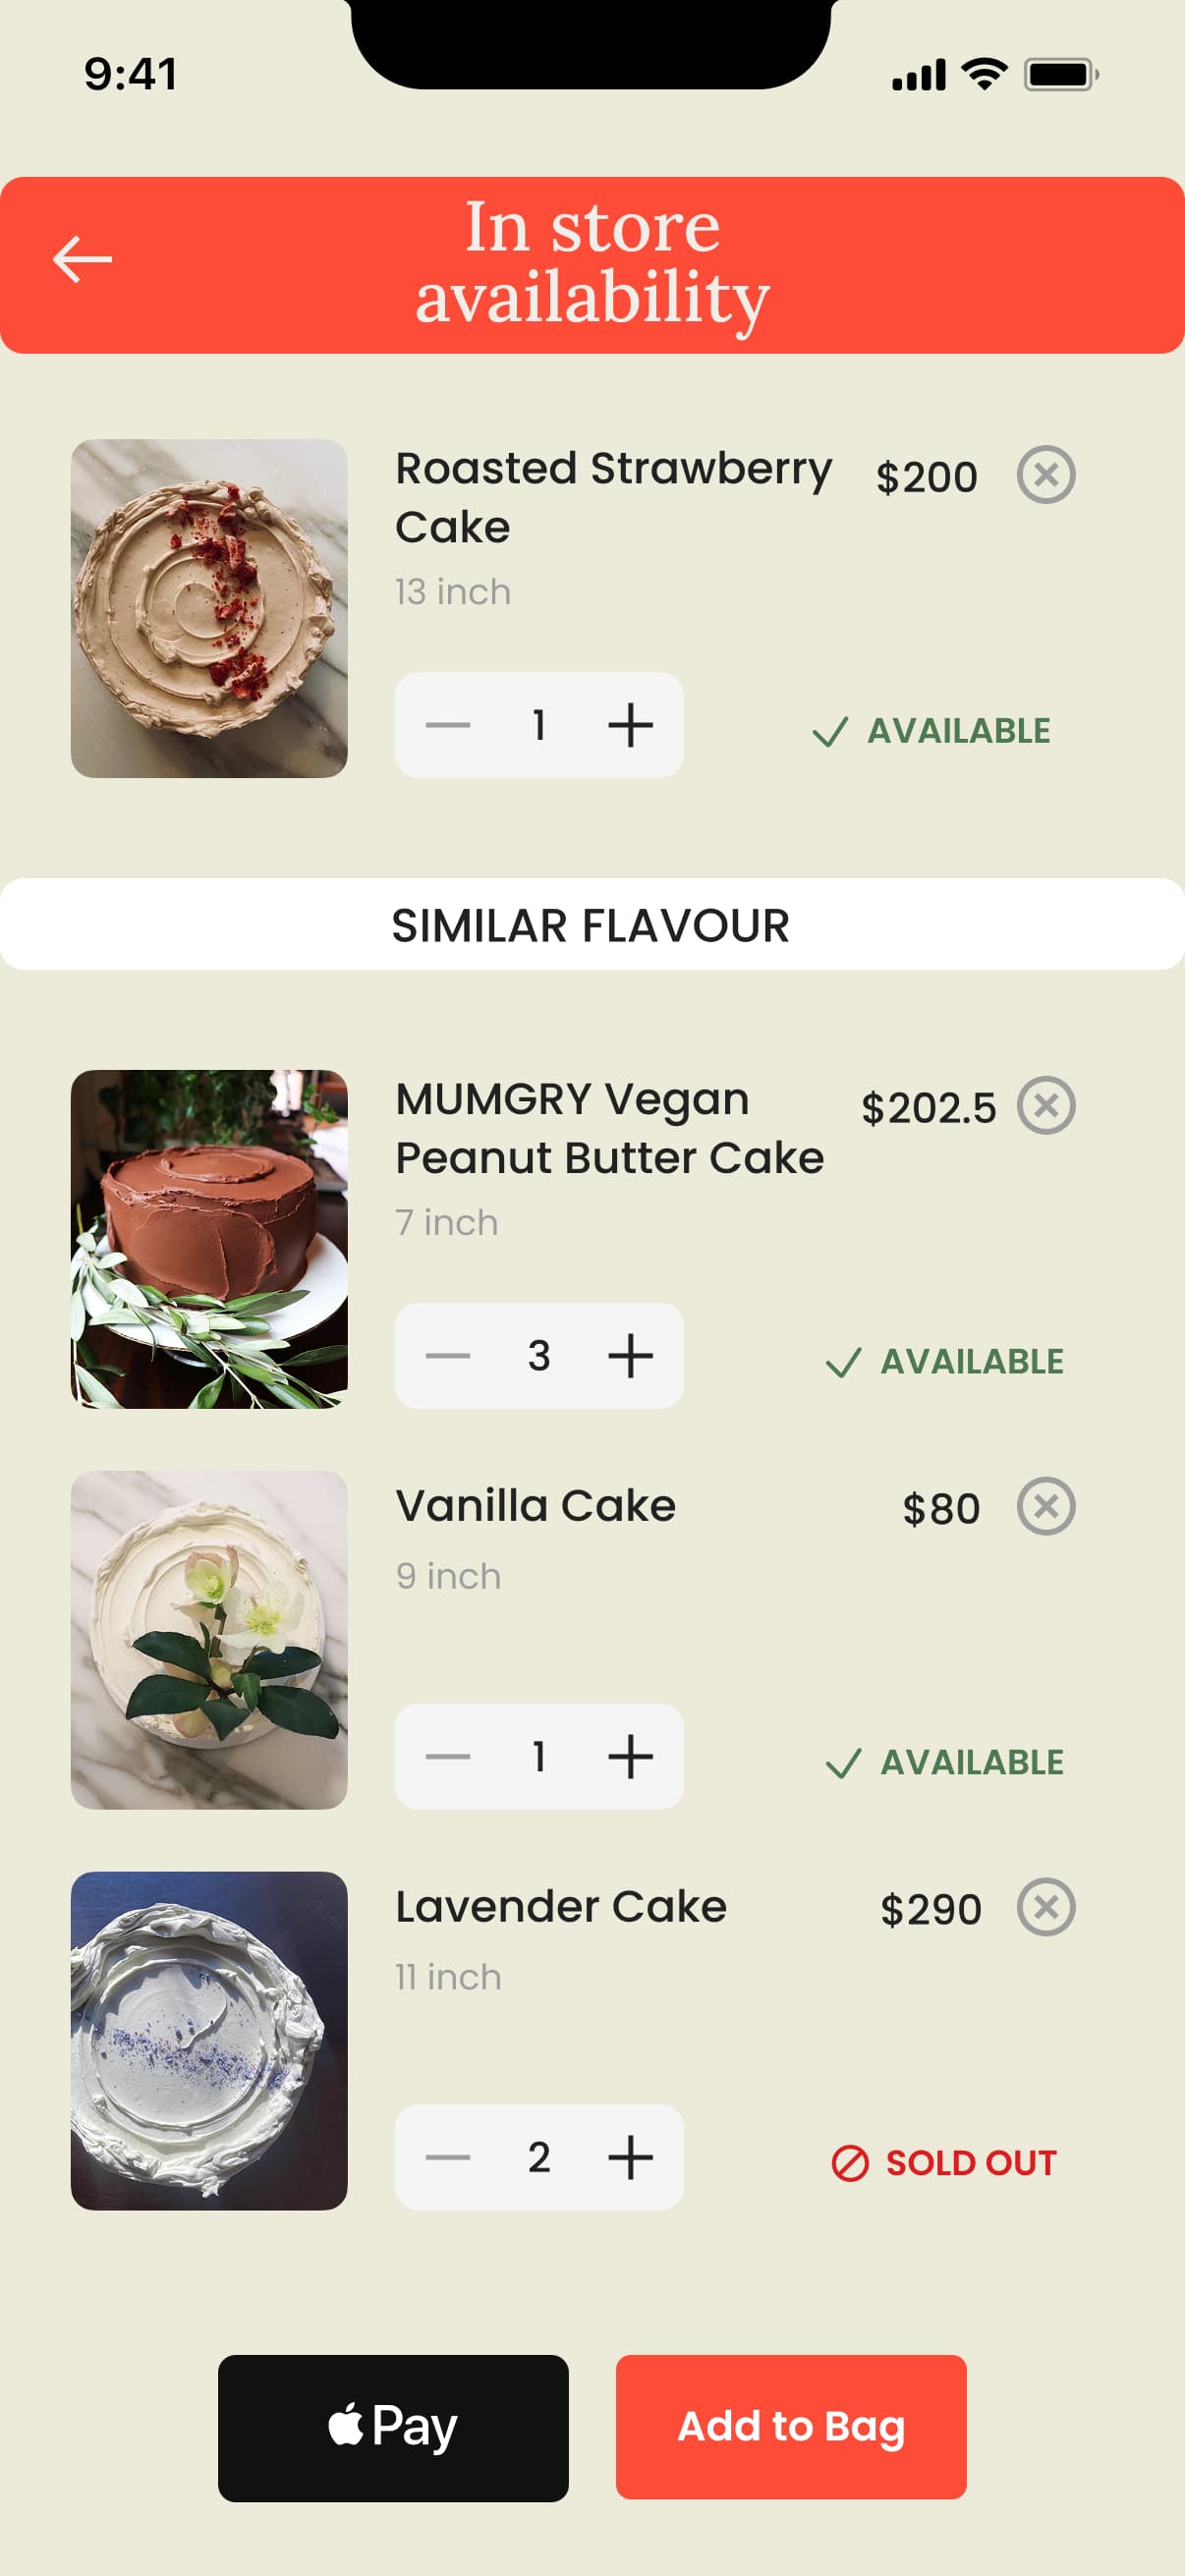 9:41
In store
availability
Roasted Strawberry
Cake
$200
13 inch
1
AVAILABLE
SIMILAR FLAVOUR
MUMGRY Vegan
Peanut Butter Cake
$202.5
7 inch
3
AVAILABLE
Vanilla Cake
$80
9 inch
1
AVAILABLE
Lavender Cake
$290
11 inch
2
SOLD OUT
Pay
Add to Bag